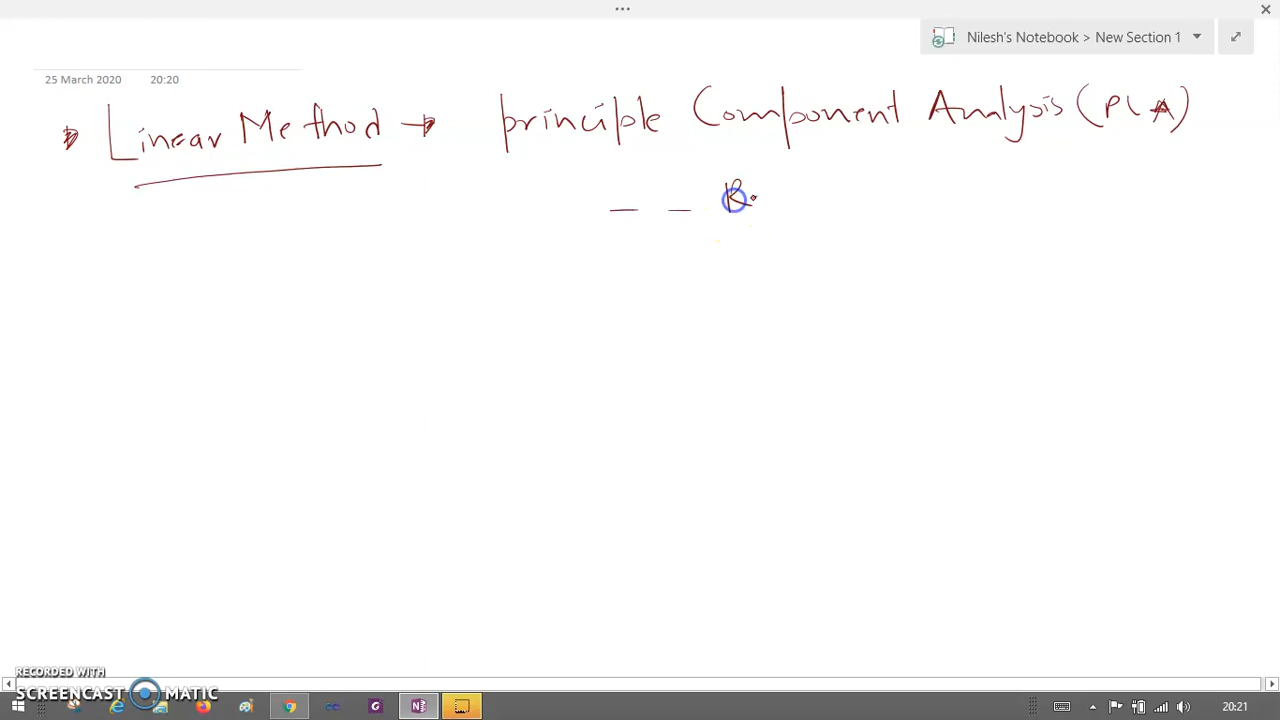 Nilesh's Notebook > New Section 1
25 March 2020 20:20
Linear Method → principle Component Analysis (PCA)
— — K.
RECORDED WITH
SCREENCAST MATIC
20:21